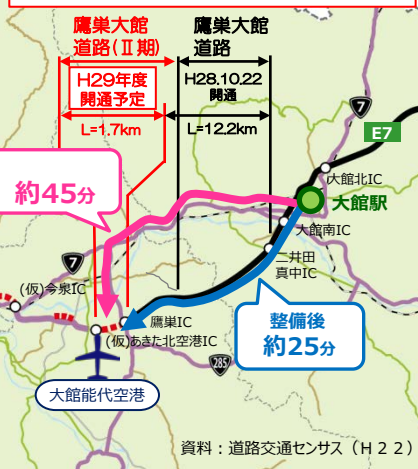 鷹巣大館
道路(Ⅱ期)
鷹巣大館
道路
H29年度
開通予定
H28.10.22
開通
L=1.7km
L=12.2km
7
E7
約45分
大館北IC
大館駅
大館南IC
二井田
真中IC
7
(仮)今泉IC
鷹巣IC
(仮)あきた北空港IC
整備後
約25分
285
大館能代空港
資料：道路交通センサス（H２２）